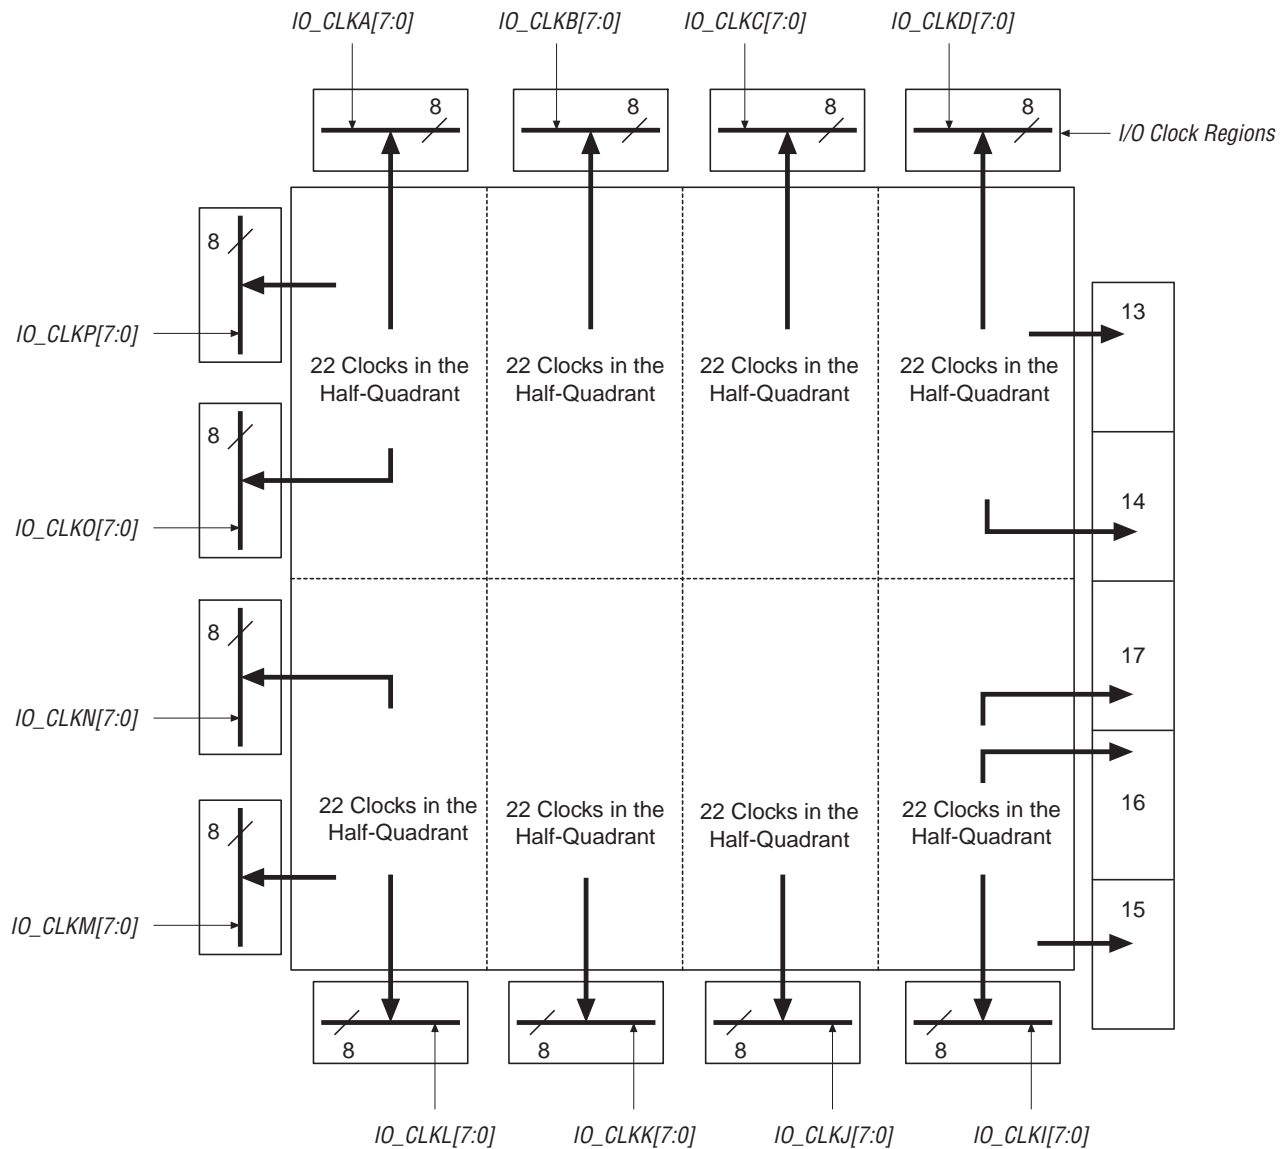 IO_CLKA[7:0] IO_CLKB[7:0] IO_CLKC[7:0] IO_CLKD[7:0]
8 8 8 8
I/O Clock Regions
8
13
IO_CLKP[7:0]
22 Clocks in the 22 Clocks in the 22 Clocks in the 22 Clocks in the
Half-Quadrant Half-Quadrant Half-Quadrant Half-Quadrant
8
14
IO_CLKO[7:0]
8
17
IO_CLKN[7:0]
22 Clocks in the 22 Clocks in the 22 Clocks in the 22 Clocks in the
Half-Quadrant Half-Quadrant Half-Quadrant Half-Quadrant
16
8
15
IO_CLKM[7:0]
8 8 8 8
IO_CLKL[7:0] IO_CLKK[7:0] IO_CLKJ[7:0] IO_CLKI[7:0]